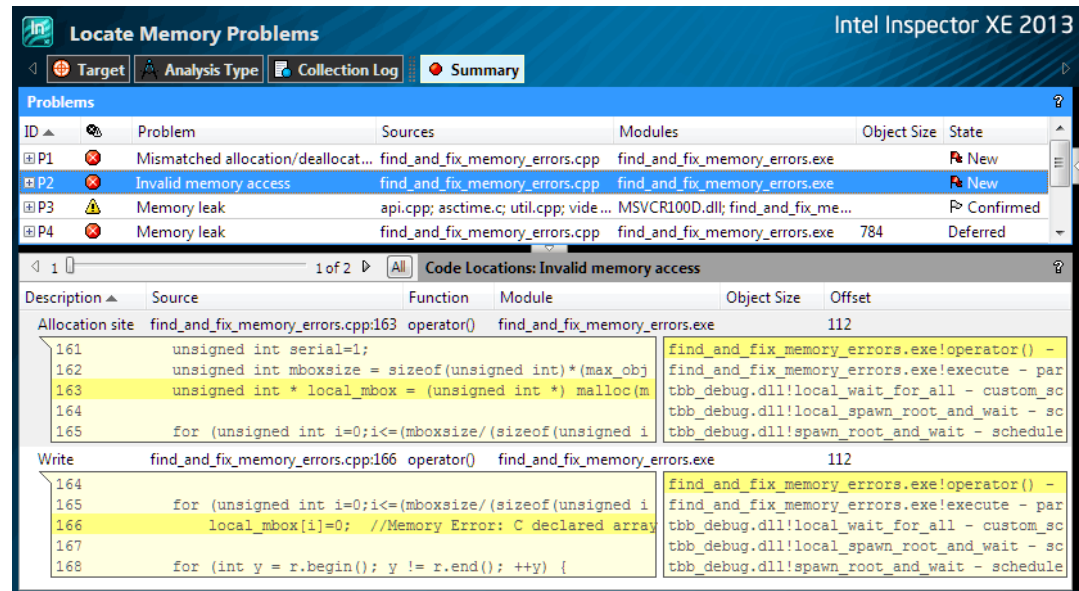 Intel Inspector XE 2013
Locate Memory Problems
Target Analysis Type Collection Log Summary
Problems ?
ID Problem Sources Modules Object Size State
P1 Mismatched allocation/deallocat... find_and_fix_memory_errors.cpp find_and_fix_memory_errors.exe New
P2 Invalid memory access find_and_fix_memory_errors.cpp find_and_fix_memory_errors.exe New
P3 Memory leak api.cpp; asctime.c; util.cpp; vide... MSVCR100D.dll; find_and_fix_me... Confirmed
P4 Memory leak find_and_fix_memory_errors.cpp find_and_fix_memory_errors.exe 784 Deferred
1 1 of 2 All Code Locations: Invalid memory access ?
Description Source Function Module Object Size Offset
Allocation site find_and_fix_memory_errors.cpp:163 operator() find_and_fix_memory_errors.exe 112
161 unsigned int serial=1; find_and_fix_memory_errors.exe!operator() -
162 unsigned int mboxsize = sizeof(unsigned int)*(max_obj find_and_fix_memory_errors.exe!execute - par
163 unsigned int * local_mbox = (unsigned int *) malloc(m tbb_debug.dll!local_wait_for_all - custom_sc
164 tbb_debug.dll!local_spawn_root_and_wait - sc
165 for (unsigned int i=0;i<=(mboxsize/(sizeof(unsigned i tbb_debug.dll!spawn_root_and_wait - schedule
Write find_and_fix_memory_errors.cpp:166 operator() find_and_fix_memory_errors.exe 112
164 find_and_fix_memory_errors.exe!operator() -
165 for (unsigned int i=0;i<=(mboxsize/(sizeof(unsigned i find_and_fix_memory_errors.exe!execute - par
166 local_mbox[i]=0; //Memory Error: C declared array tbb_debug.dll!local_wait_for_all - custom_sc
167 tbb_debug.dll!local_spawn_root_and_wait - sc
168 for (int y = r.begin(); y != r.end(); ++y) { tbb_debug.dll!spawn_root_and_wait - schedule